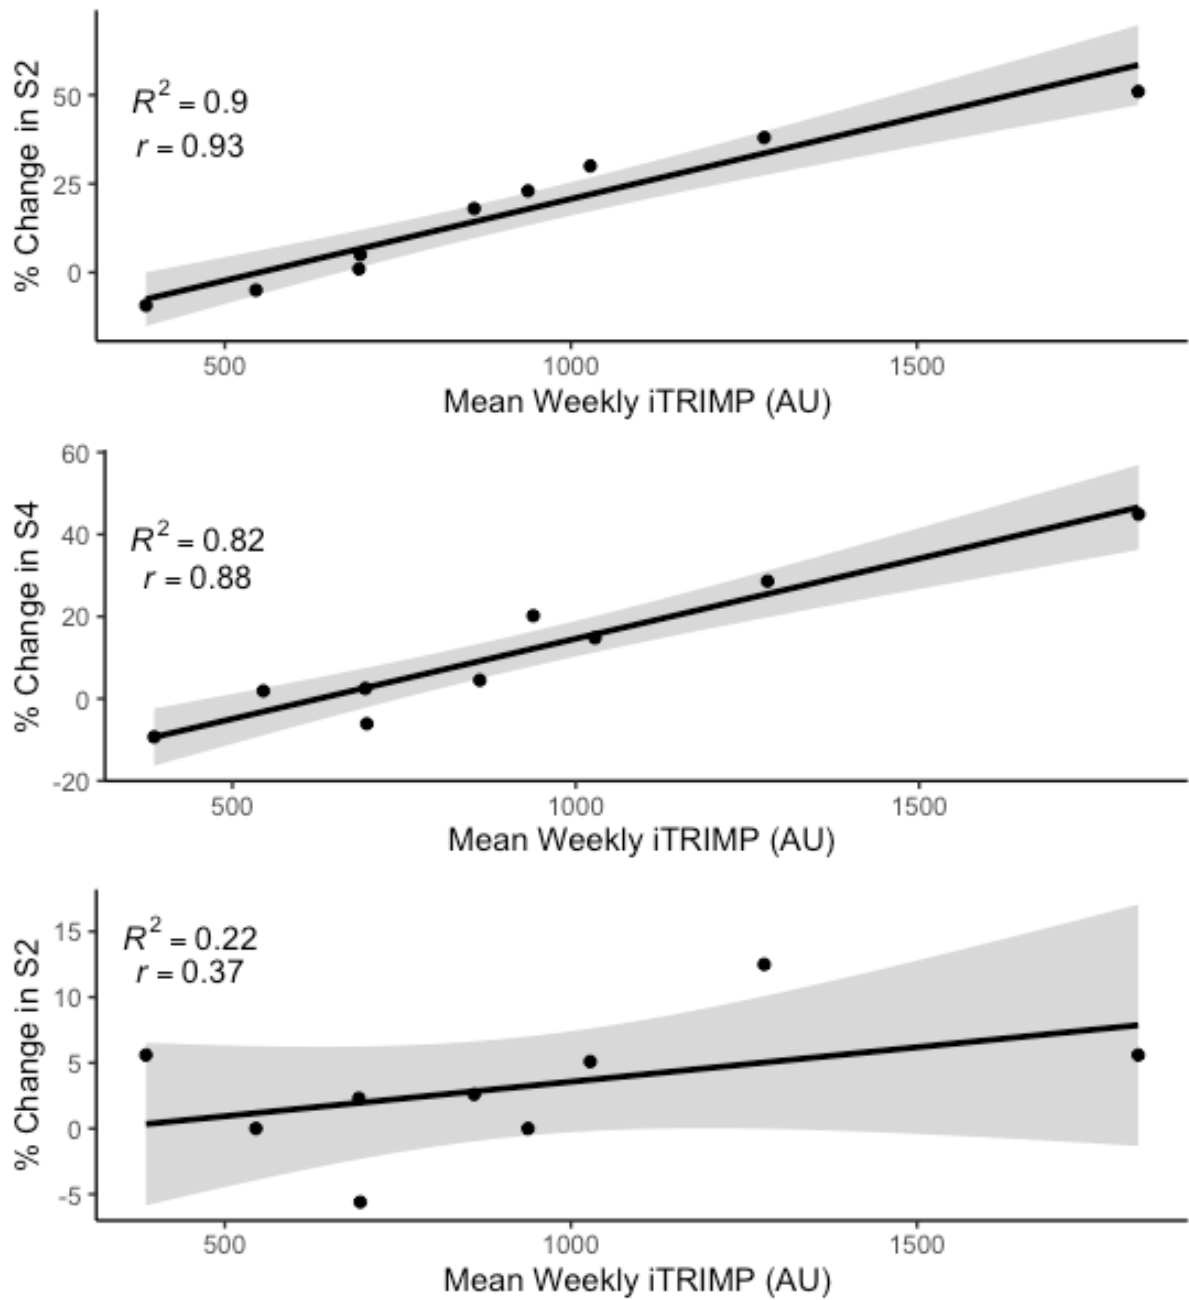 % Change in S2
50
25
0
R² = 0.9
r = 0.93
500 1000 1500
Mean Weekly iTRIMP (AU)
% Change in S4
60
40
20
0
-20
R² = 0.82
r = 0.88
500 1000 1500
Mean Weekly iTRIMP (AU)
% Change in S2
15
10
5
0
-5
R² = 0.22
r = 0.37
500 1000 1500
Mean Weekly iTRIMP (AU)